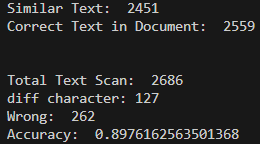 Similar Text:  2451
Correct Text in Document:  2559
Total Text Scan:  2686
diff character: 127
Wrong:  262
Accuracy:  0.8976162563501368